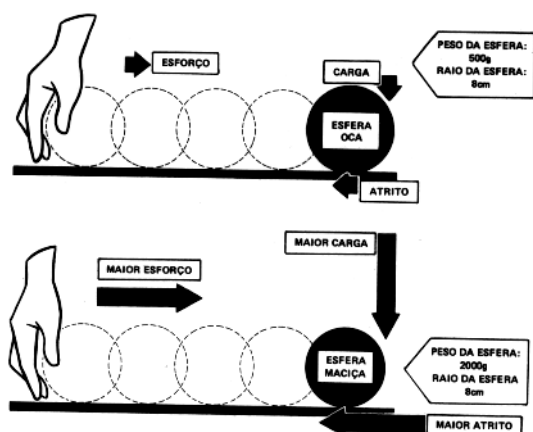 ESFORÇO
CARGA
PESO DA ESFERA:
500g
RAIO DA ESFERA:
8cm
ESFERA
OCA
ATRITO
MAIOR CARGA
MAIOR ESFORÇO
ESFERA
MACIÇA
PESO DA ESFERA:
2000g
RAIO DA ESFERA
8cm
MAIOR ATRITO